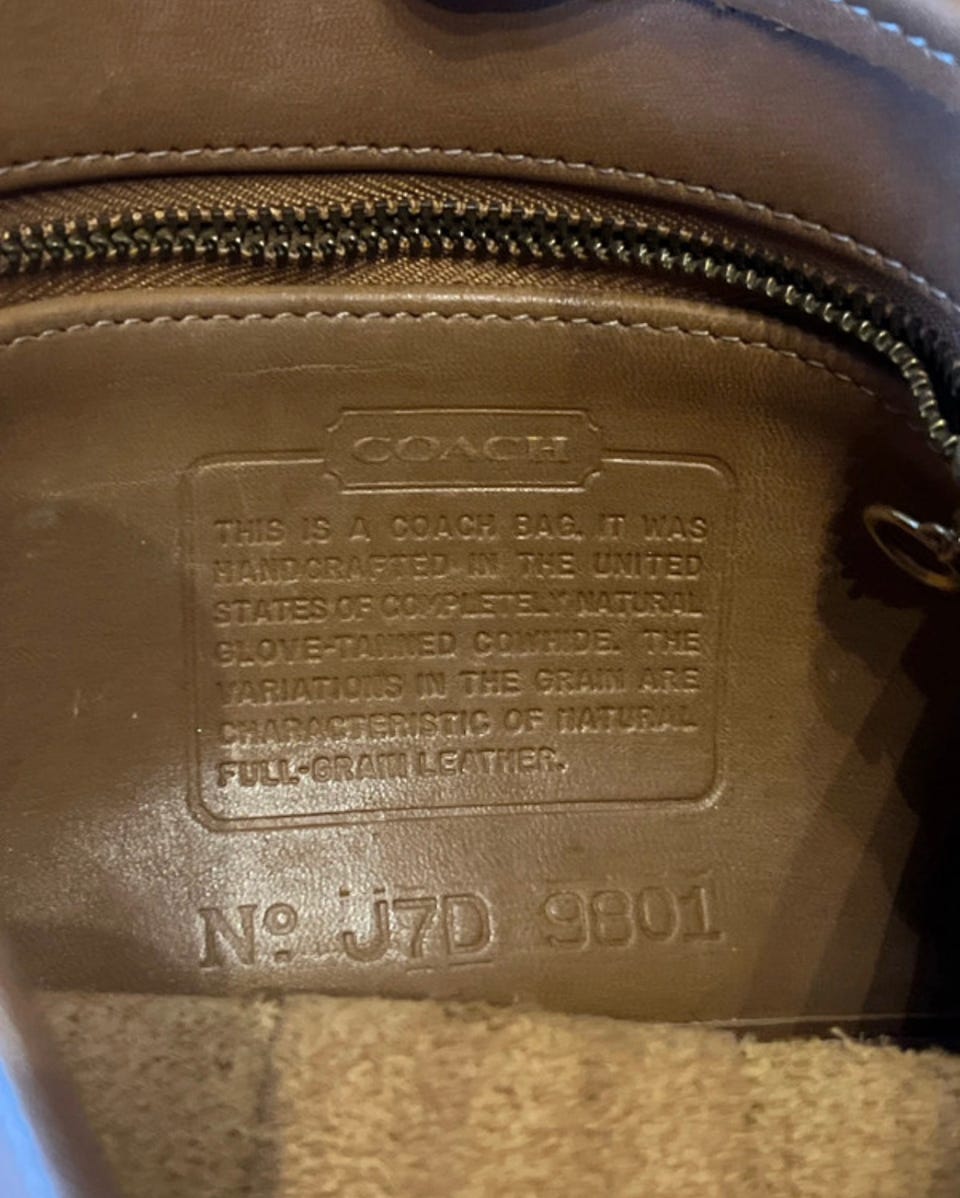 COACH
THIS IS A COACH BAG. IT WAS
HANDCRAFTED IN THE UNITED
STATES OF COMPLETELY NATURAL
GLOVE-TANNED COWHIDE. THE
VARIATIONS IN THE GRAIN ARE
CHARACTERISTIC OF NATURAL
FULL-GRAIN LEATHER.
Nº J7D 9801